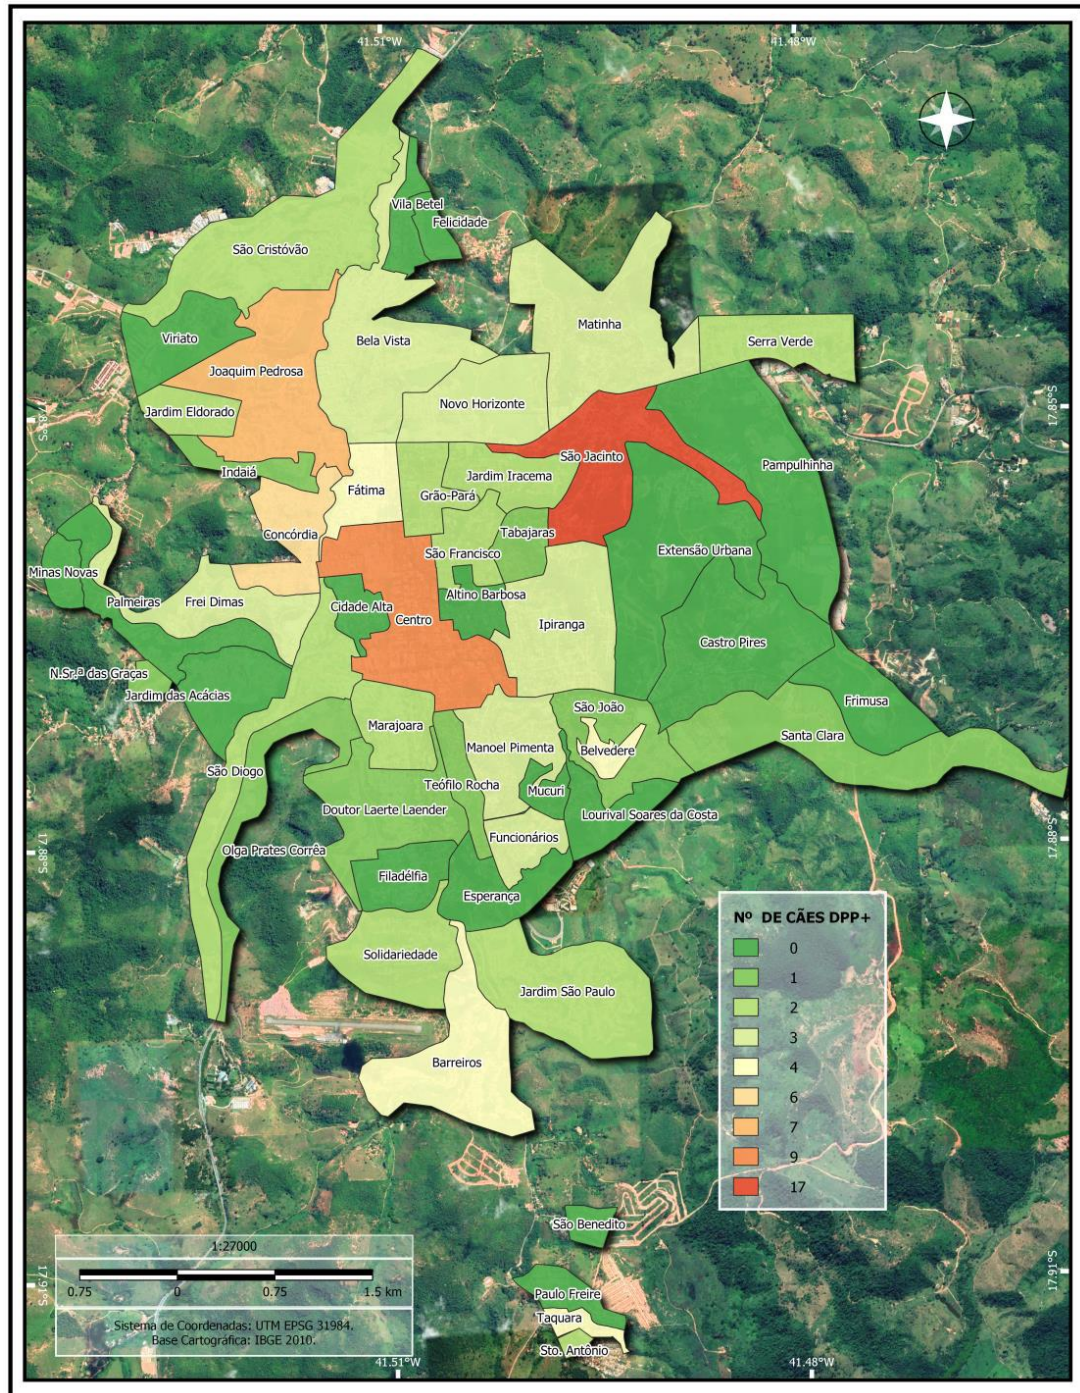 41.51°W
41.48°W
Vila Betel
Felicidade
São Cristóvão
Matinha
Viriato
Bela Vista
Serra Verde
Joaquim Pedrosa
Jardim Eldorado
Novo Horizonte
17.85°S
17.85°S
São Jacinto
Pampulhinha
Indaiá
Jardim Iracema
Fátima
Grão-Pará
Concórdia
Tabajaras
São Francisco
Extensão Urbana
Minas Novas
Altino Barbosa
Palmeiras
Frei Dimas
Cidade Alta
Centro
Ipiranga
Castro Pires
N.Sr.ª das Graças
Jardim das Acácias
Frimusa
São João
Marajoara
Santa Clara
Manoel Pimenta
Belvedere
São Diogo
Teófilo Rocha
Mucuri
Doutor Laerte Laender
Lourival Soares da Costa
Funcionários
17.88°S
17.88°S
Olga Prates Corrêa
Filadélfia
Esperança
Solidariedade
Jardim São Paulo
Barreiros
Nº DE CÃES DPP+
0
1
2
3
4
6
7
9
17
São Benedito
Paulo Freire
Taquara
Sto. Antônio
1:27000
0.75 0 0.75 1.5 km
Sistema de Coordenadas: UTM EPSG 31984.
Base Cartográfica: IBGE 2010.
17.91°S
17.91°S
41.51°W
41.48°W